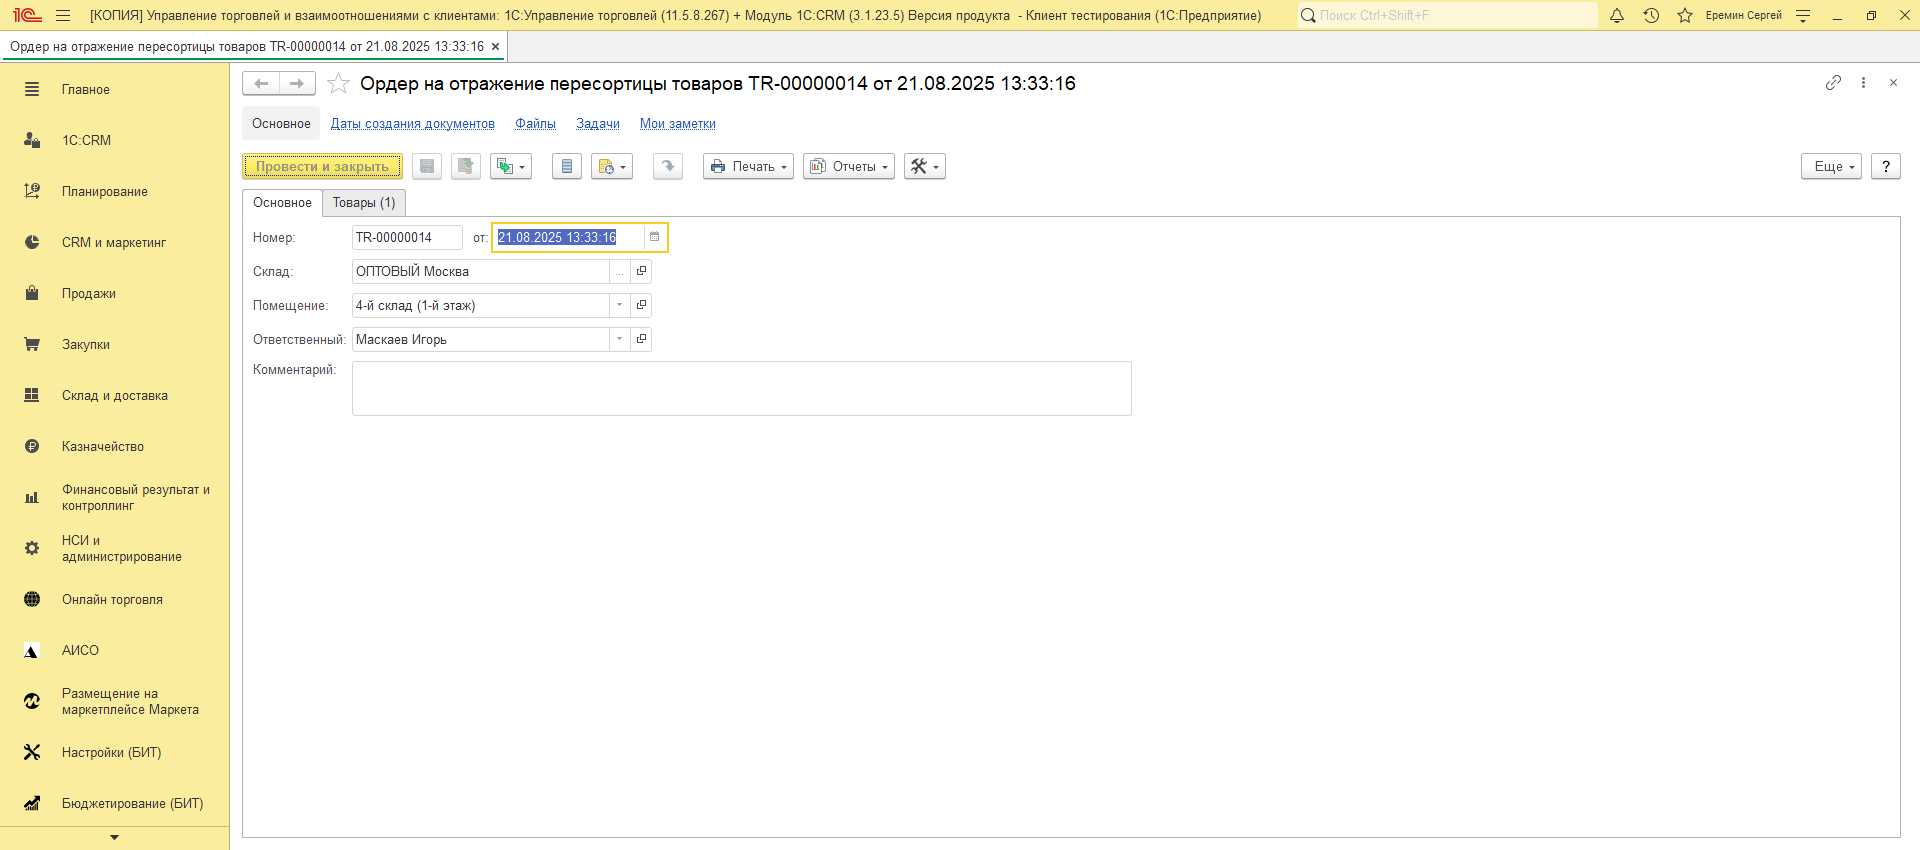 1С [КОПИЯ] Управление торговлей и взаимоотношениями с клиентами: 1С:Управление торговлей (11.5.8.267) + Модуль 1С:CRM (3.1.23.5) Версия продукта - Клиент тестирования (1С:Предприятие) Поиск Ctrl+Shift+F Еремин Сергей
Ордер на отражение пересортицы товаров TR-00000014 от 21.08.2025 13:33:16
Главное
1С:CRM
Планирование
CRM и маркетинг
Продажи
Закупки
Склад и доставка
Казначейство
Финансовый результат и
контроллинг
НСИ и
администрирование
Онлайн торговля
АИСО
Размещение на
маркетплейсе Маркета
Настройки (БИТ)
Бюджетирование (БИТ)
Ордер на отражение пересортицы товаров TR-00000014 от 21.08.2025 13:33:16
Основное Даты создания документов Файлы Задачи Мои заметки
Провести и закрыть Печать Отчеты Еще ?
Основное Товары (1)
Номер: TR-00000014 от: 21.08.2025 13:33:16
Склад: ОПТОВЫЙ Москва ...
Помещение: 4-й склад (1-й этаж)
Ответственный: Маскаев Игорь
Комментарий: